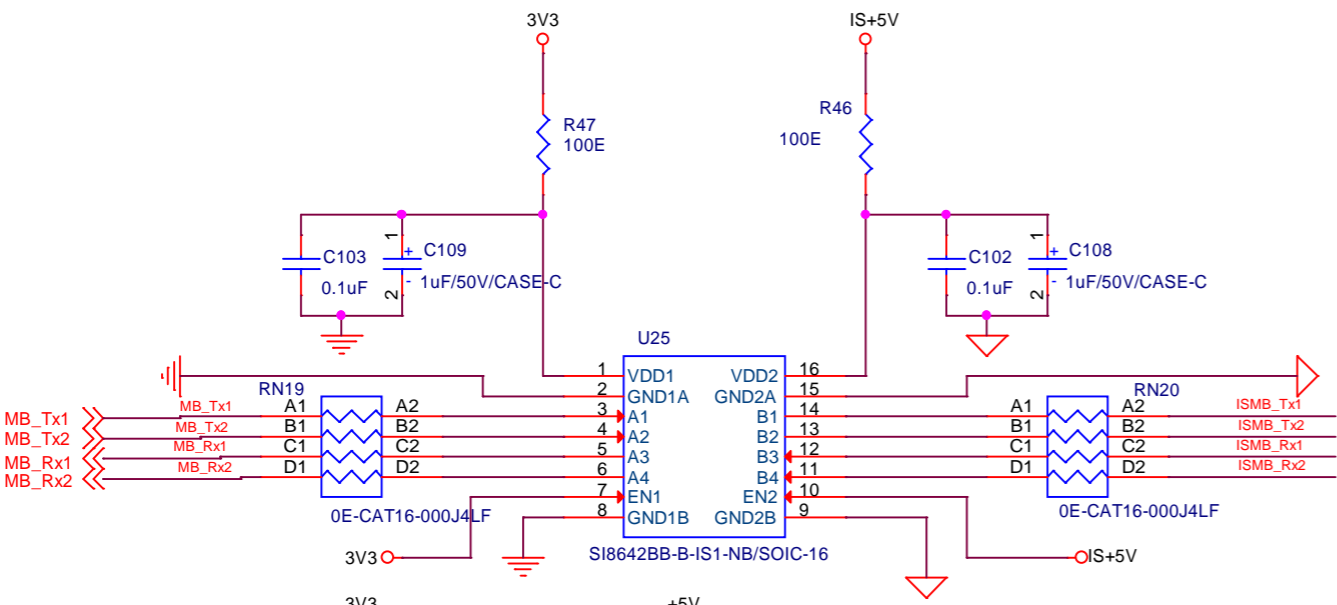 3V3
IS+5V
R47
100E
R46
100E
C103
0.1uF
1
+
C109
-
1uF/50V/CASE-C
2
C102
0.1uF
1
+
C108
-
1uF/50V/CASE-C
2
U25
1
VDD1
VDD2
16
2
GND1A
GND2A
15
3
A1
B1
14
4
A2
B2
13
5
A3
B3
12
6
A4
B4
11
7
EN1
EN2
10
8
GND1B
GND2B
9
SI8642BB-B-IS1-NB/SOIC-16
RN19
MB_Tx1
MB_Tx1
A1
A2
MB_Tx2
MB_Tx2
B1
B2
MB_Rx1
MB_Rx1
C1
C2
MB_Rx2
MB_Rx2
D1
D2
0E-CAT16-000J4LF
RN20
A1
A2
ISMB_Tx1
B1
B2
ISMB_Tx2
C1
C2
ISMB_Rx1
D1
D2
ISMB_Rx2
0E-CAT16-000J4LF
3V3
IS+5V
3V3
+5V